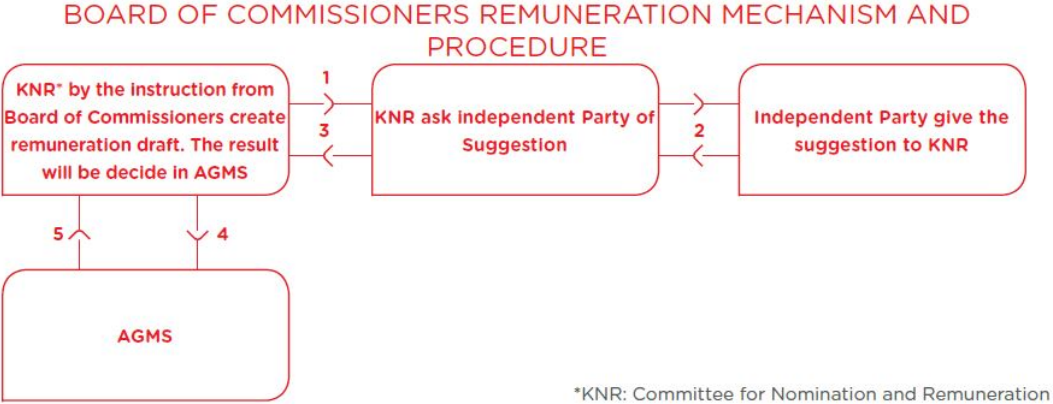 BOARD OF COMMISSIONERS REMUNERATION MECHANISM AND
PROCEDURE
KNR* by the instruction from
Board of Commissioners create
remuneration draft. The result
will be decide in AGMS
1
3
KNR ask independent Party of
Suggestion
2
Independent Party give the
suggestion to KNR
5
4
AGMS
*KNR: Committee for Nomination and Remuneration